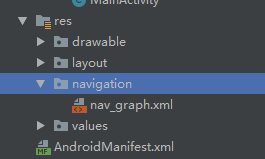 MainActivity
res
drawable
layout
navigation
nav_graph.xml
values
AndroidManifest.xml